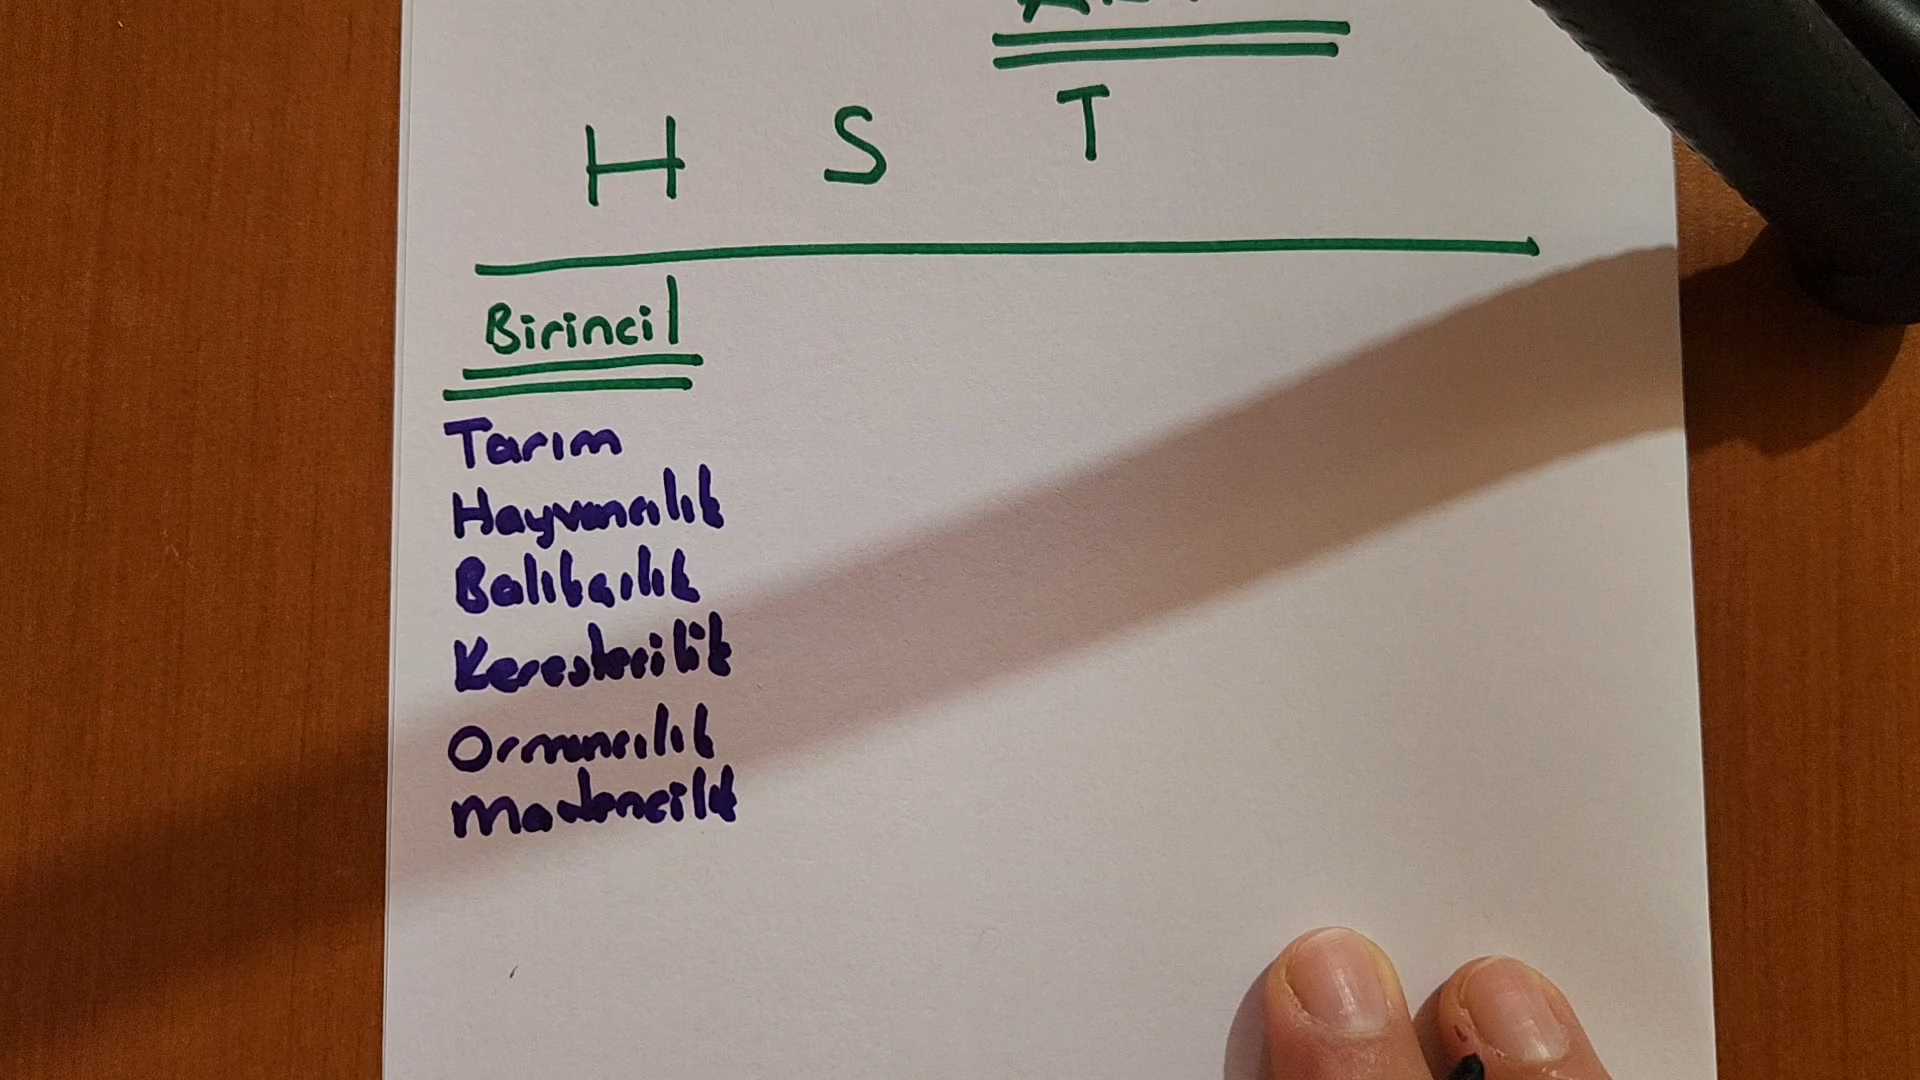 H S T
Birincil
Tarım
Hayvancılık
Balıkçılık
Kerestecilik
Ormancılık
Madencilik